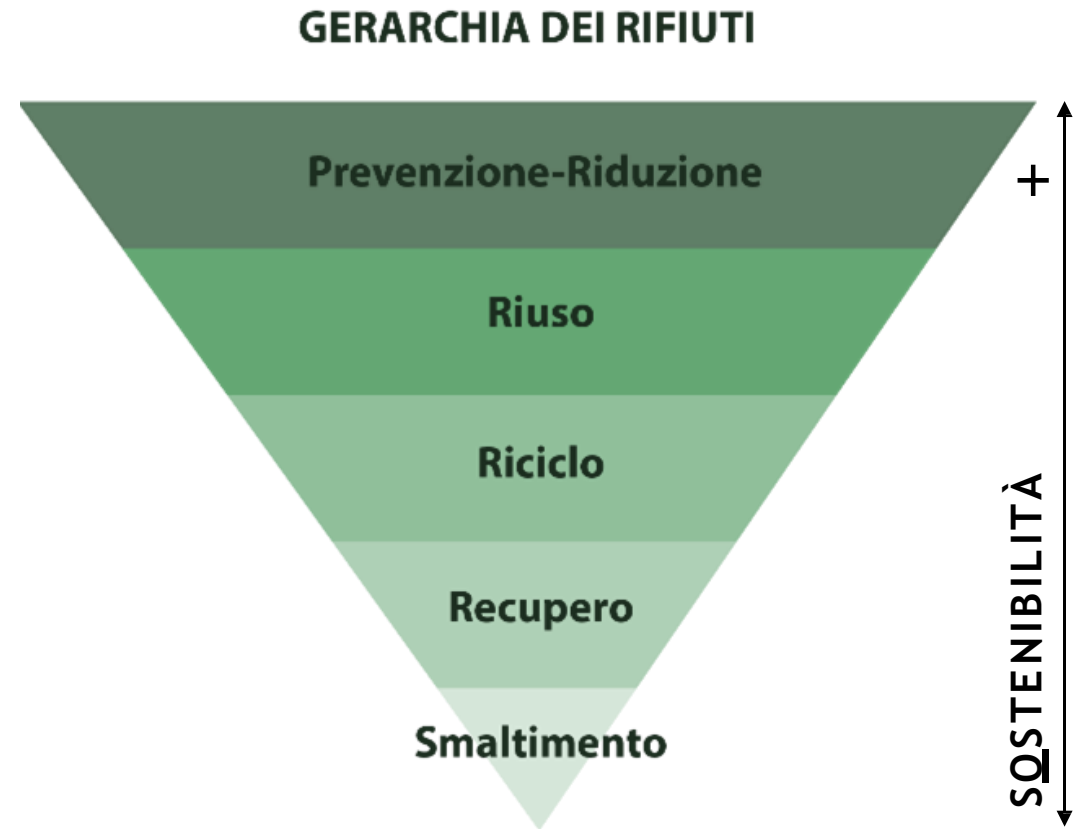 GERARCHIA DEI RIFIUTI
Prevenzione-Riduzione
+
Riuso
Riciclo
Recupero
Smaltimento
SOSTENIBILITÀ
-